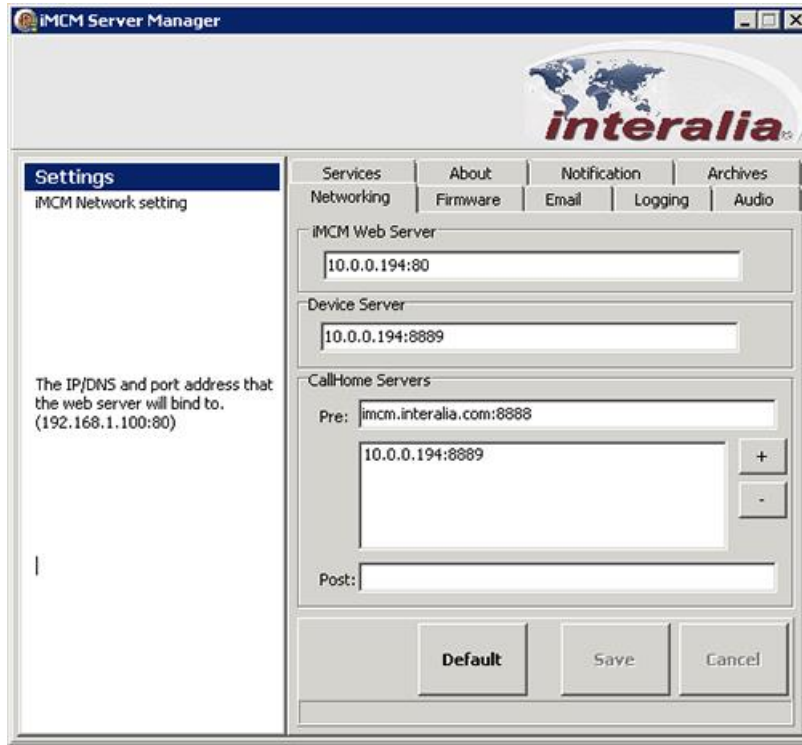 iMCM Server Manager
interalia
Settings
iMCM Network setting
The IP/DNS and port address that
the web server will bind to.
(192.168.1.100:80)
Services About Notification Archives
Networking Firmware Email Logging Audio
iMCM Web Server
10.0.0.194:80
Device Server
10.0.0.194:8889
CallHome Servers
Pre: imcm.interalia.com:8888
10.0.0.194:8889
+
-
Post:
Default Save Cancel